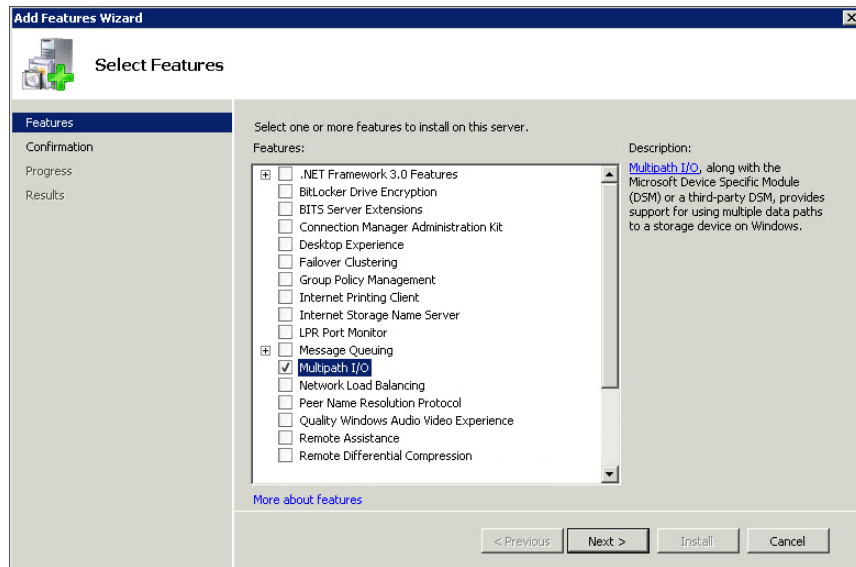 Add Features Wizard
Select Features
Features
Confirmation
Progress
Results
Select one or more features to install on this server.
Features:
.NET Framework 3.0 Features
BitLocker Drive Encryption
BITS Server Extensions
Connection Manager Administration Kit
Desktop Experience
Failover Clustering
Group Policy Management
Internet Printing Client
Internet Storage Name Server
LPR Port Monitor
Message Queuing
Multipath I/O
Network Load Balancing
Peer Name Resolution Protocol
Quality Windows Audio Video Experience
Remote Assistance
Remote Differential Compression
More about features
Description:
Multipath I/O, along with the
Microsoft Device Specific Module
(DSM) or a third-party DSM, provides
support for using multiple data paths
to a storage device on Windows.
< Previous
Next >
Install
Cancel